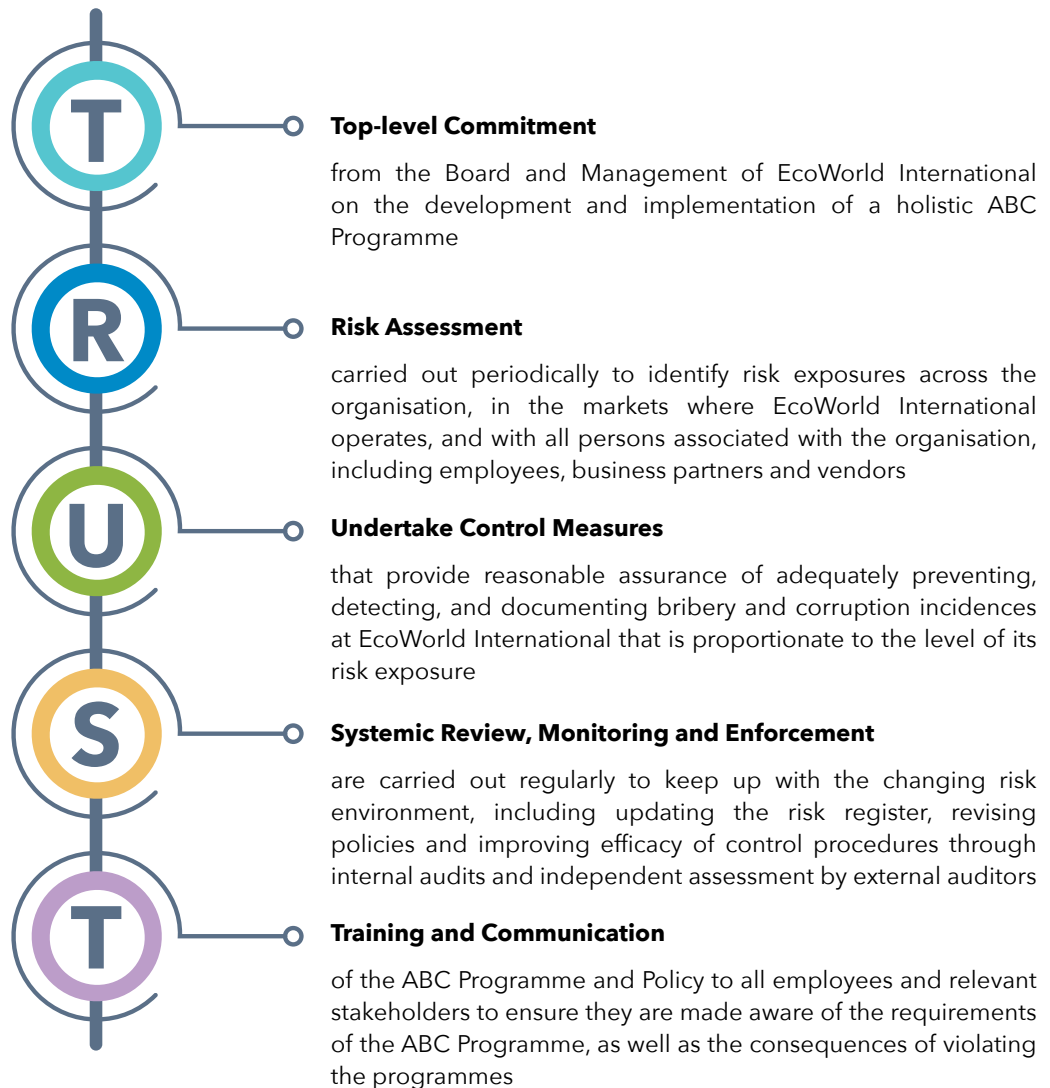 T
Top-level Commitment
from the Board and Management of EcoWorld International
on the development and implementation of a holistic ABC
Programme
R
Risk Assessment
carried out periodically to identify risk exposures across the
organisation, in the markets where EcoWorld International
operates, and with all persons associated with the organisation,
including employees, business partners and vendors
U
Undertake Control Measures
that provide reasonable assurance of adequately preventing,
detecting, and documenting bribery and corruption incidences
at EcoWorld International that is proportionate to the level of its
risk exposure
S
Systemic Review, Monitoring and Enforcement
are carried out regularly to keep up with the changing risk
environment, including updating the risk register, revising
policies and improving efficacy of control procedures through
internal audits and independent assessment by external auditors
T
Training and Communication
of the ABC Programme and Policy to all employees and relevant
stakeholders to ensure they are made aware of the requirements
of the ABC Programme, as well as the consequences of violating
the programmes